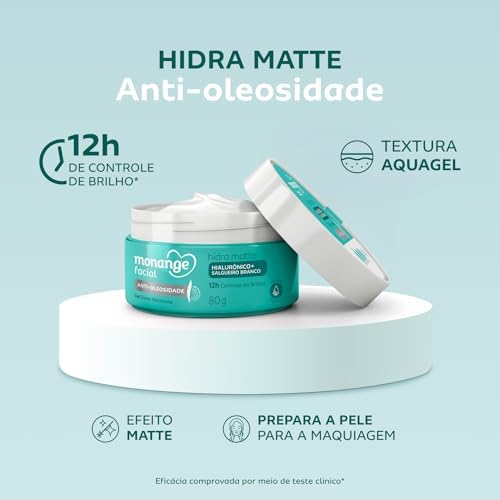 HIDRA MATTE
Anti-oleosidade
12h
DE CONTROLE
DE BRILHO*
TEXTURA
AQUAGEL
monange
facial
ANTI-OLEOSIDADE
hidra matte
HIALURÔNICO+
SALGUEIRO BRANCO
12h Controle de Brilho
80g
EFEITO
MATTE
PREPARA A PELE
PARA A MAQUIAGEM
Eficácia comprovada por meio de teste clínico*